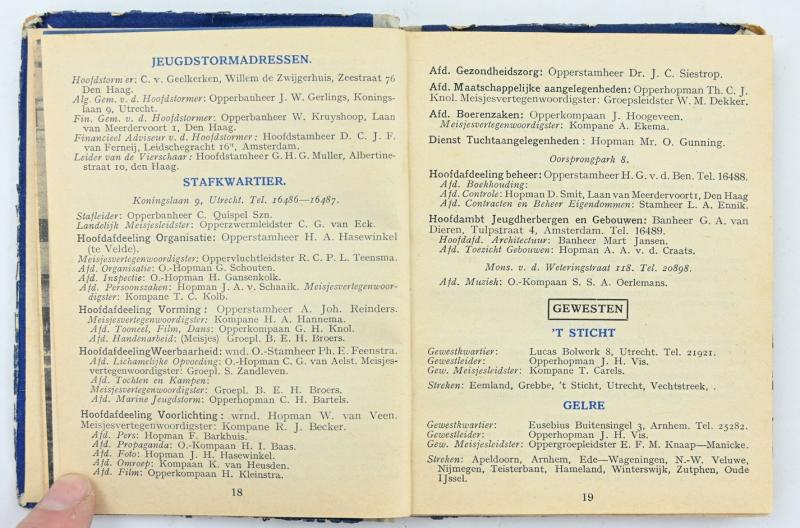 JEUGDSTORMADRESSEN.
Hoofdstormer: C. v. Geelkerken, Willem de Zwijgerhuis, Zeestraat 76
Den Haag.
Alg. Gem. v. d. Hoofdstormer: Opperbanheer J. W. Gerlings, Konings-
laan 9, Utrecht.
Fin. Gem. v. d. Hoofdstormer: Opperbanheer W. Kruyshoop, Laan
van Meerdervoort 1, Den Haag.
Financieel Adviseur v. d. Hoofdstormer: Hoofdstamheer D. C. J. F.
van Ferneij, Leidschegracht 16", Amsterdam.
Leider van de Vierschaar: Hoofdstamheer G. H. G. Muller, Albertine-
straat 10, den Haag.
STAFKWARTIER.
Koningslaan 9, Utrecht. Tel. 16486—16487.
Stafleider: Opperbanheer C. Quispel Szn.
Landelijk Meisjesleidster: Opperzwermleidster C. G. van Eck.
Hoofdafdeeling Organisatie: Opperstamheer H. A. Hasewinkel
(te Velde).
Meisjesvertegenwoordigster: Oppervluchtleidster R. C. P. L. Teensma.
Afd. Organisatie: O.-Hopman G. Schouten.
Afd. Inspectie: O.-Hopman H. Gansenkolk.
Afd. Persoonszaken: Hopman J. A. v. Schaaik. Meisjesvertegenwoor-
digster: Kompane T. C. Kolb.
Hoofdafdeeling Vorming: Opperstamheer A. Joh. Reinders.
Meisjesvertegenwoordigster: Kompane H. A. Hannema.
Afd. Tooneel, Film, Dans: Opperkompaan G. H. Knol.
Afd. Handenarbeid: (Meisjes) Groepl. B. E. H. Broers.
Hoofdafdeeling Weerbaarheid: wnd. O.-Stamheer Ph. E. Feenstra.
Afd. Lichamelijke Opvoeding: O.-Hopman C. G. van Aelst. Meisjes-
vertegenwoordigster: Groepl. S. Zandleven.
Afd. Tochten en Kampen:
Meisjesvertegenwoordigster: Groepl. B. E. H. Broers.
Afd. Marine Jeugdstorm: Opperhopman C. H. Bartels.
Hoofdafdeeling Voorlichting: wrnd. Hopman W. van Veen.
Meisjesvertegenwoordigster: Kompane R. J. Becker.
Afd. Pers: Hopman F. Barkhuis.
Afd. Propaganda: O.-Kompaan H. I. Baas.
Afd. Foto: Hopman J. H. Hasewinkel.
Afd. Omroep: Kompaan K. van Heusden.
Afd. Film: Opperkompaan H. Kleinstra.
18
Afd. Gezondheidszorg: Opperstamheer Dr. J. C. Siestrop.
Afd. Maatschappelijke aangelegenheden: Opperhopman Th. C. J.
Knol. Meisjesvertegenwoordigster: Groepsleidster W. M. Dekker.
Afd. Boerenzaken: Opperkompaan J. Hoogeveen.
Meisjesvertegenwoordigster: Kompane A. Ekema.
Dienst Tuchtaangelegenheden: Hopman Mr. O. Gunning.
Oorsprongpark 8.
Hoofdafdeeling beheer: Opperstamheer H. G. v. d. Ben. Tel. 16488.
Afd. Boekhouding:
Afd. Controle: Hopman D. Smit, Laan van Meerdervoort 1, Den Haag
Afd. Contracten en Beheer Eigendommen: Stamheer L. A. Ennik.
Hoofdambt Jeugdherbergen en Gebouwen: Banheer G. A. van
Dieren, Tulpstraat 4, Amsterdam. Tel. 16489.
Hoofdafd. Architectuur: Banheer Mart Jansen.
Afd. Toezicht Gebouwen: Hopman A. A. v. d. Craats.
Mons. v. d. Weteringstraat 118. Tel. 20898.
Afd. Muziek: O.-Kompaan S. S. A. Oerlemans.
GEWESTEN
'T STICHT
Gewestkwartier: Lucas Bolwerk 8, Utrecht. Tel. 21921.
Gewestleider: Opperhopman J. H. Vis.
Gew. Meisjesleidster: Kompane T. Carels.
Streken: Eemland, Grebbe, 't Sticht, Utrecht, Vechtstreek, .
GELRE
Gewestkwartier: Eusebius Buitensingel 3, Arnhem. Tel. 25282.
Gewestleider: Opperhopman J. H. Vis.
Gew. Meisjesleidster: Oppergroepleidster E. F. M. Knaap—Manicke.
Streken: Apeldoorn, Arnhem, Ede—Wageningen, N.-W. Veluwe,
Nijmegen, Teisterbant, Hameland, Winterswijk, Zutphen, Oude
IJssel.
19